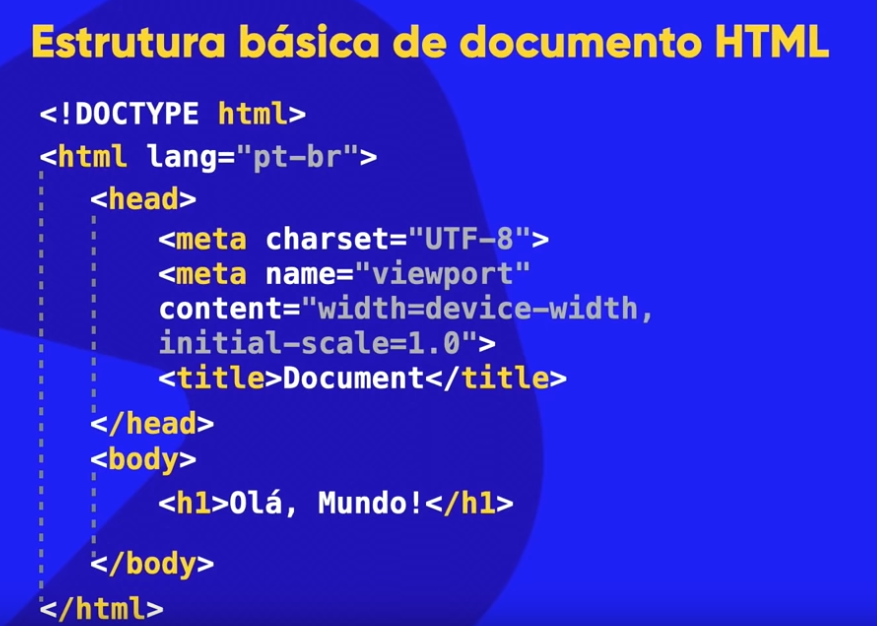 Estrutura básica de documento HTML
<!DOCTYPE html>
<html lang="pt-br">
<head>
<meta charset="UTF-8">
<meta name="viewport"
content="width=device-width,
initial-scale=1.0">
<title>Document</title>
</head>
<body>
<h1>Olá, Mundo!</h1>
</body>
</html>